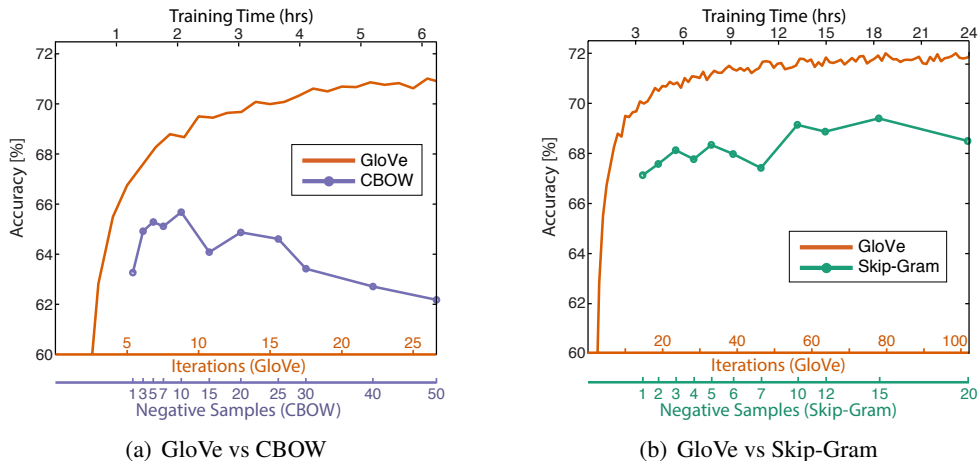 Training Time (hrs)
1 2 3 4 5 6
72
70
68
66
64
62
60
Accuracy [%]
GloVe
CBOW
5 10 15 20 25
Iterations (GloVe)
1 3 5 7 10 15 20 25 30 40 50
Negative Samples (CBOW)
(a) GloVe vs CBOW
Training Time (hrs)
3 6 9 12 15 18 21 24
72
70
68
66
64
62
60
Accuracy [%]
GloVe
Skip-Gram
20 40 60 80 100
Iterations (GloVe)
1 2 3 4 5 6 7 10 12 15 20
Negative Samples (Skip-Gram)
(b) GloVe vs Skip-Gram